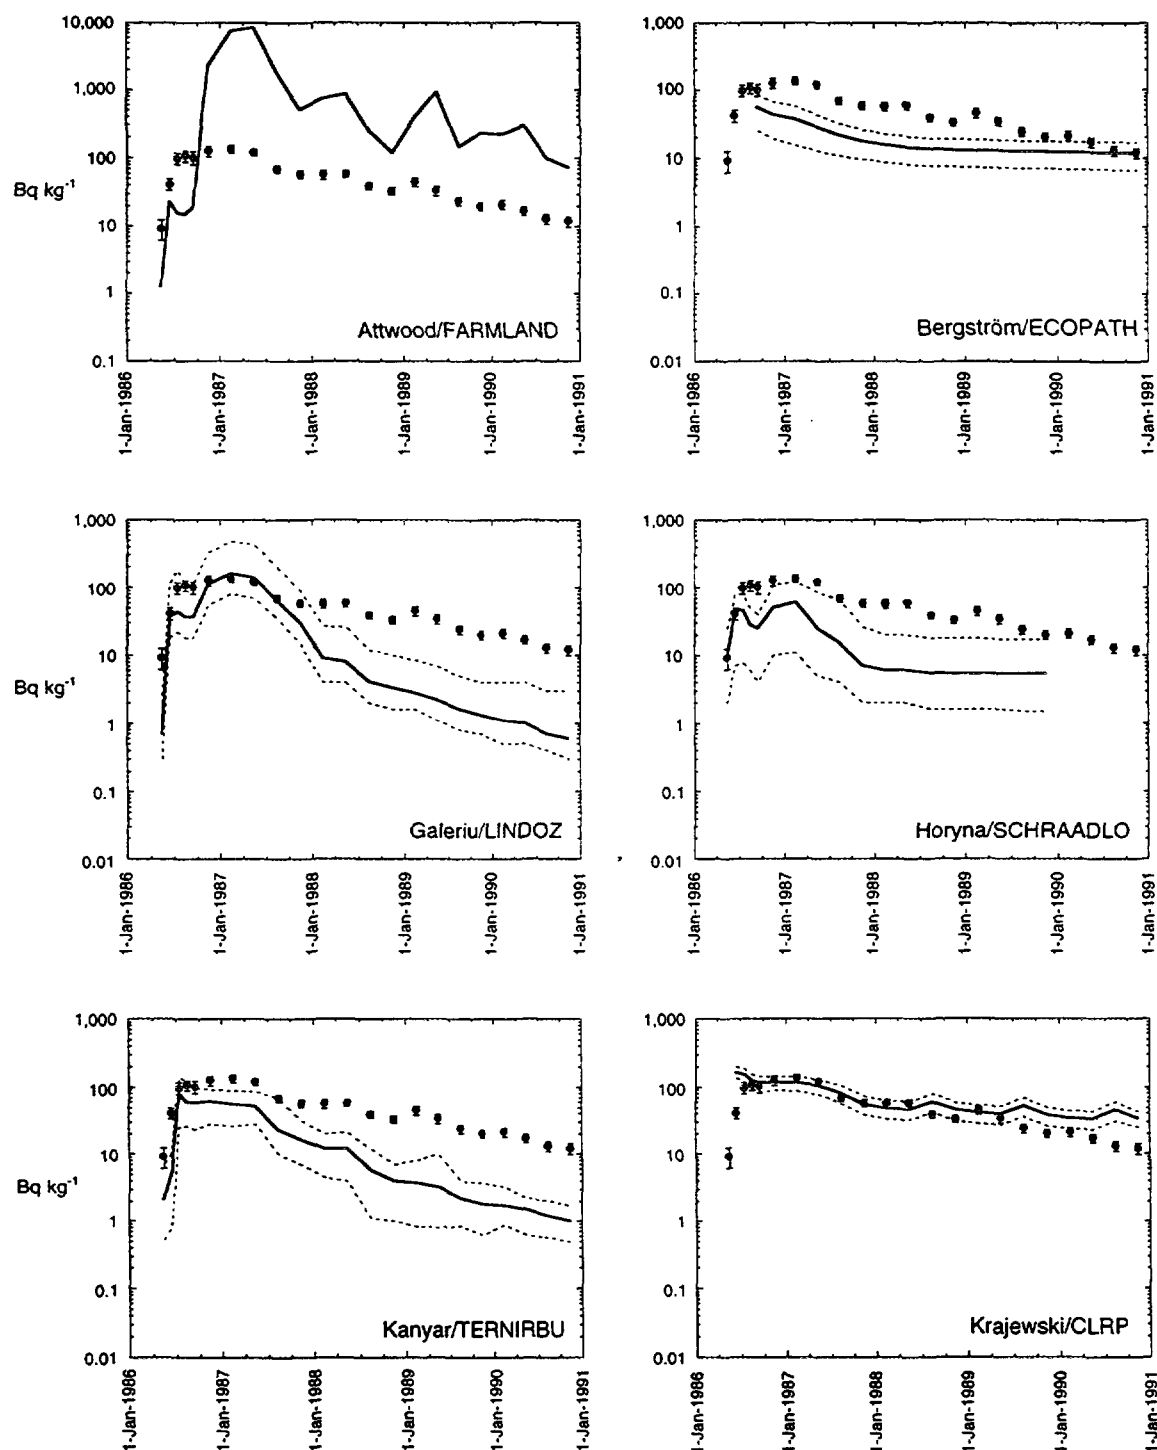 10,000
1,000
100
10
1
0.1
Bq kg-1
Attwood/FARMLAND
1-Jan-1986
1-Jan-1987
1-Jan-1988
1-Jan-1989
1-Jan-1990
1-Jan-1991
1,000
100
10
1
0.1
0.01
Bergström/ECOPATH
1-Jan-1986
1-Jan-1987
1-Jan-1988
1-Jan-1989
1-Jan-1990
1-Jan-1991
1,000
100
10
1
0.1
0.01
Bq kg-1
Galeriu/LINDOZ
1-Jan-1986
1-Jan-1987
1-Jan-1988
1-Jan-1989
1-Jan-1990
1-Jan-1991
1,000
100
10
1
0.1
0.01
Horyna/SCHRAADLO
1-Jan-1986
1-Jan-1987
1-Jan-1988
1-Jan-1989
1-Jan-1990
1-Jan-1991
1,000
100
10
1
0.1
0.01
Bq kg-1
Kanyar/TERNIRBU
1-Jan-1986
1-Jan-1987
1-Jan-1988
1-Jan-1989
1-Jan-1990
1-Jan-1991
1,000
100
10
1
0.1
0.01
Krajewski/CLRP
1-Jan-1986
1-Jan-1987
1-Jan-1988
1-Jan-1989
1-Jan-1990
1-Jan-1991